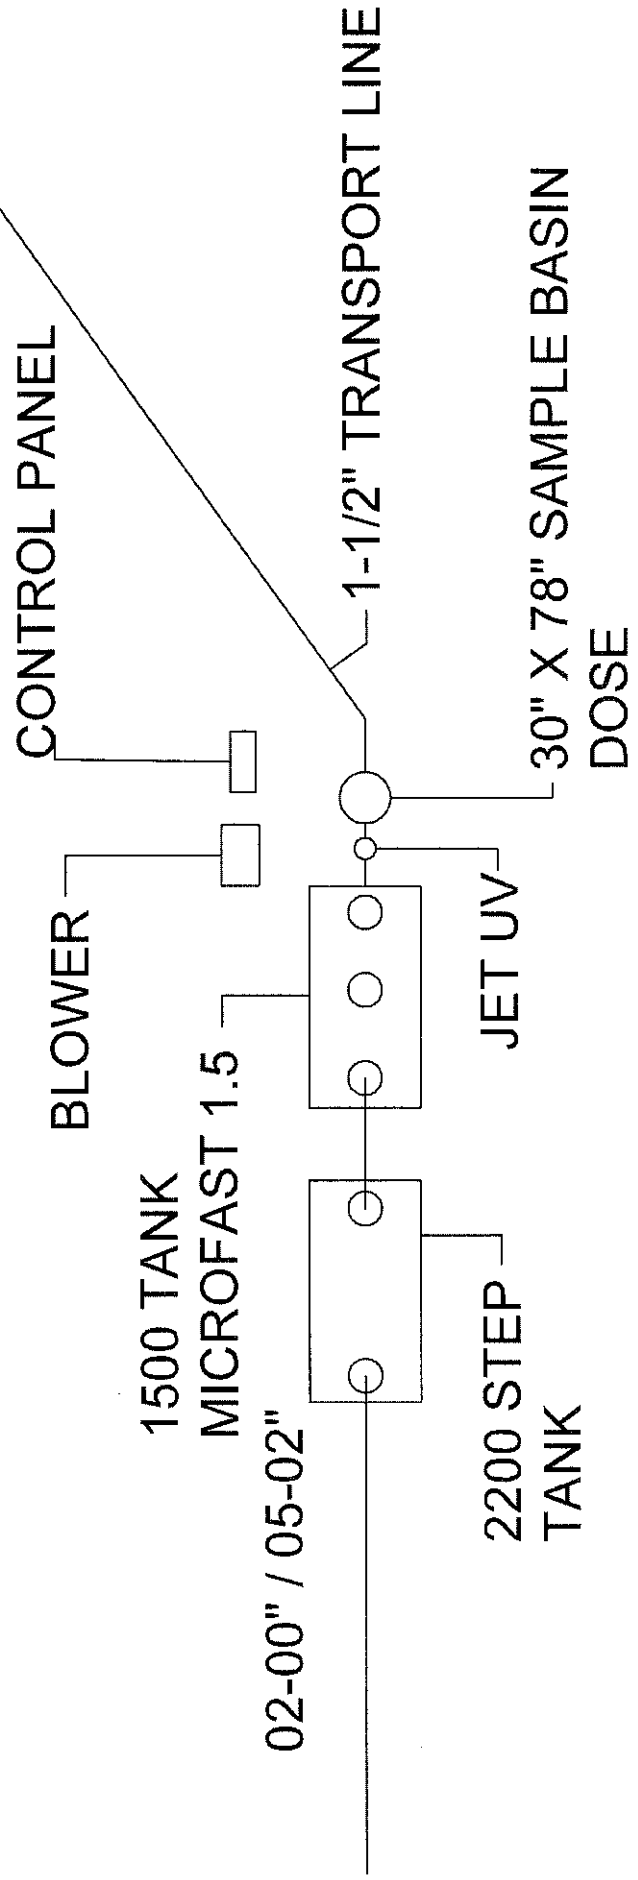 CONTROL PANEL
BLOWER
1500 TANK
MICROFAST 1.5
02-00" / 05-02"
1-1/2" TRANSPORT LINE
30" X 78" SAMPLE BASIN
DOSE
JET UV
2200 STEP
TANK